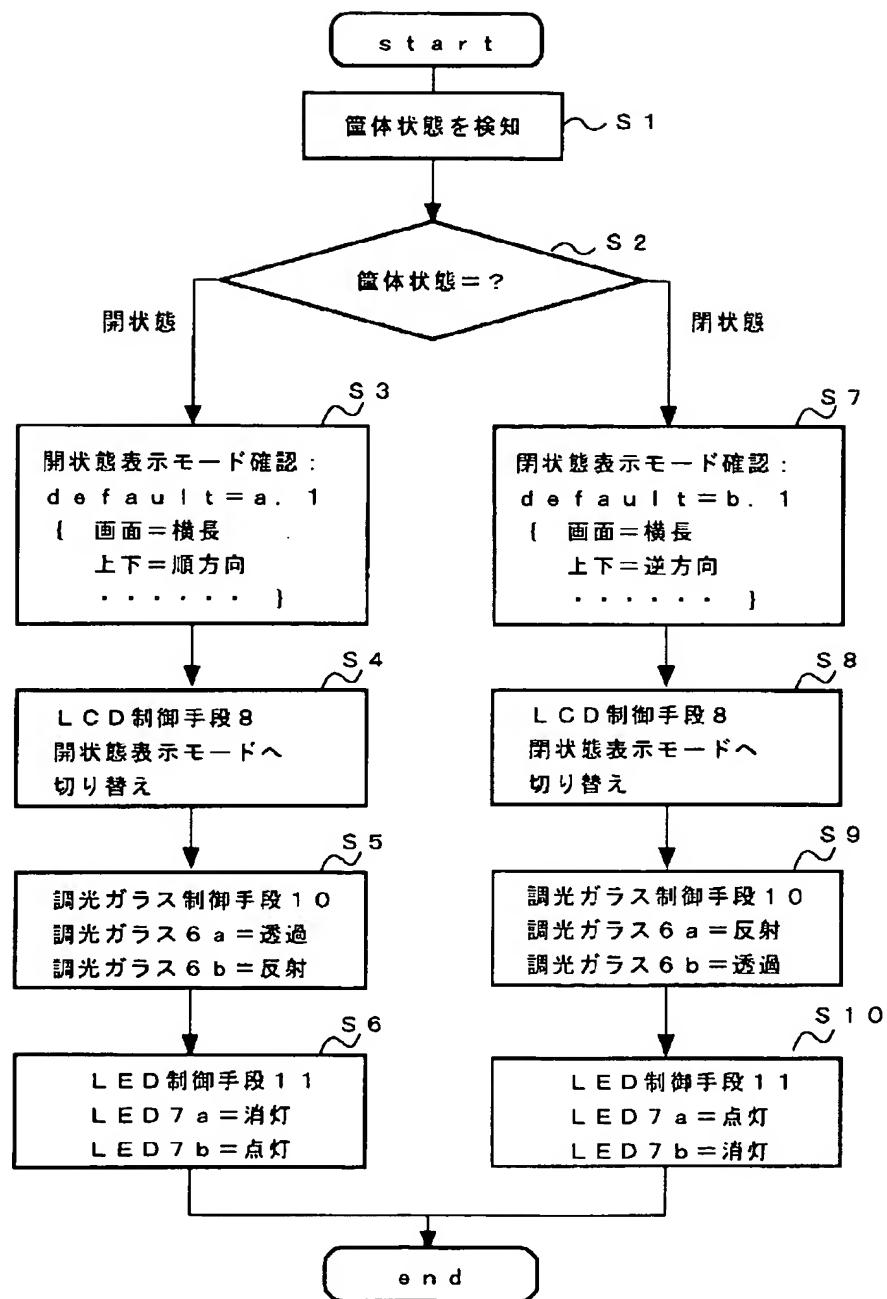 ｓｔａｒｔ
筐体状態を検知
Ｓ１
Ｓ２
筐体状態＝？
開状態
閉状態
Ｓ３
開状態表示モード確認：
ｄｅｆａｕｌｔ＝ａ．１
｛　画面＝横長
上下＝順方向
・・・・・・　｝
Ｓ４
ＬＣＤ制御手段８
開状態表示モードへ
切り替え
Ｓ５
調光ガラス制御手段１０
調光ガラス６ａ＝透過
調光ガラス６ｂ＝反射
Ｓ６
ＬＥＤ制御手段１１
ＬＥＤ７ａ＝消灯
ＬＥＤ７ｂ＝点灯
Ｓ７
閉状態表示モード確認：
ｄｅｆａｕｌｔ＝ｂ．１
｛　画面＝横長
上下＝逆方向
・・・・・・　｝
Ｓ８
ＬＣＤ制御手段８
閉状態表示モードへ
切り替え
Ｓ９
調光ガラス制御手段１０
調光ガラス６ａ＝反射
調光ガラス６ｂ＝透過
Ｓ１０
ＬＥＤ制御手段１１
ＬＥＤ７ａ＝点灯
ＬＥＤ７ｂ＝消灯
ｅｎｄ